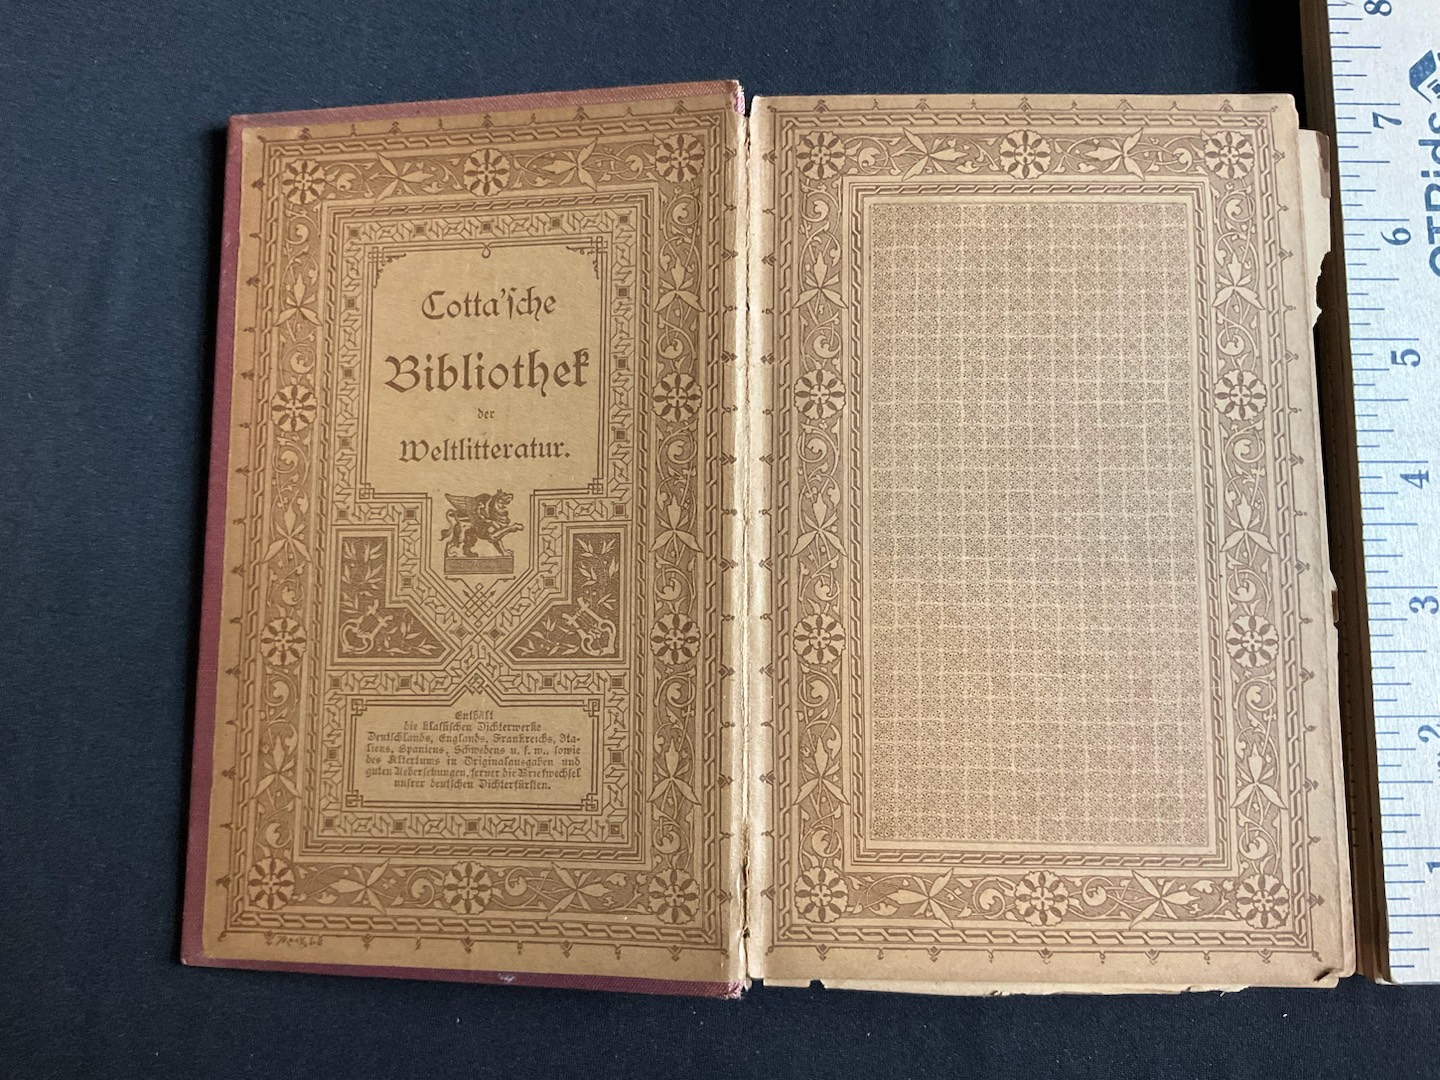 Cotta'sche
Bibliothek
der
Weltlitteratur.
Enthält
die klassischen Dichterwerke
Deutschlands, Englands, Frankreichs, Ita-
liens, Spaniens, Schwedens u. s. w., sowie
des Altertums in Originalausgaben und
guten Uebersetzungen, ferner die Briefwechsel
unsrer deutschen Dichterfürsten.
8
7
6
5
4
3
2
1